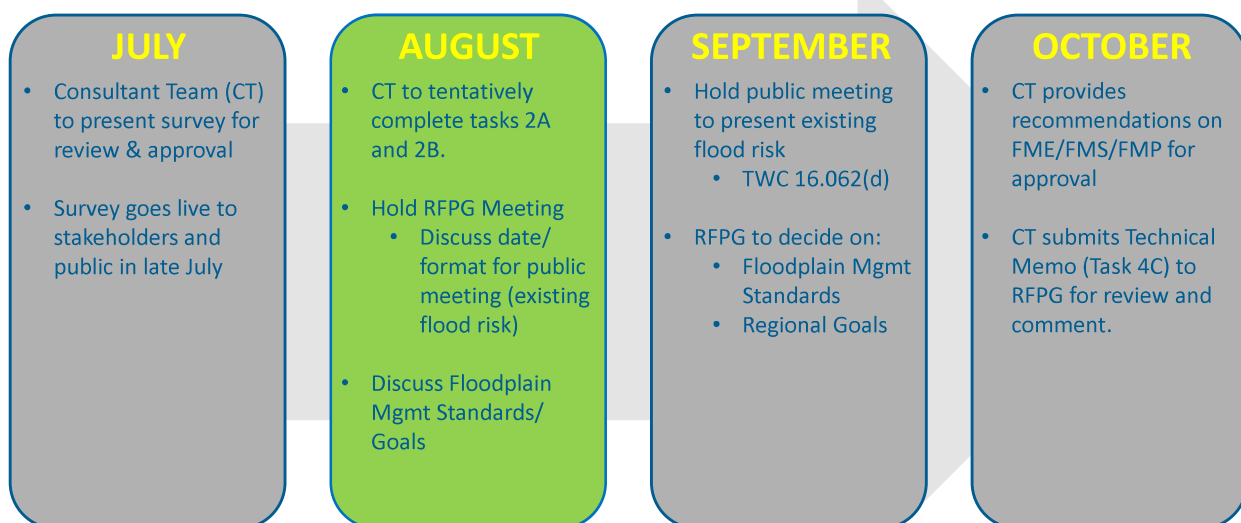 JULY
• Consultant Team (CT)
to present survey for
review & approval
• Survey goes live to
stakeholders and
public in late July
AUGUST
• CT to tentatively
complete tasks 2A
and 2B.
• Hold RFPG Meeting
• Discuss date/
format for public
meeting (existing
flood risk)
• Discuss Floodplain
Mgmt Standards/
Goals
SEPTEMBER
• Hold public meeting
to present existing
flood risk
• TWC 16.062(d)
• RFPG to decide on:
• Floodplain Mgmt
Standards
• Regional Goals
OCTOBER
• CT provides
recommendations on
FME/FMS/FMP for
approval
• CT submits Technical
Memo (Task 4C) to
RFPG for review and
comment.